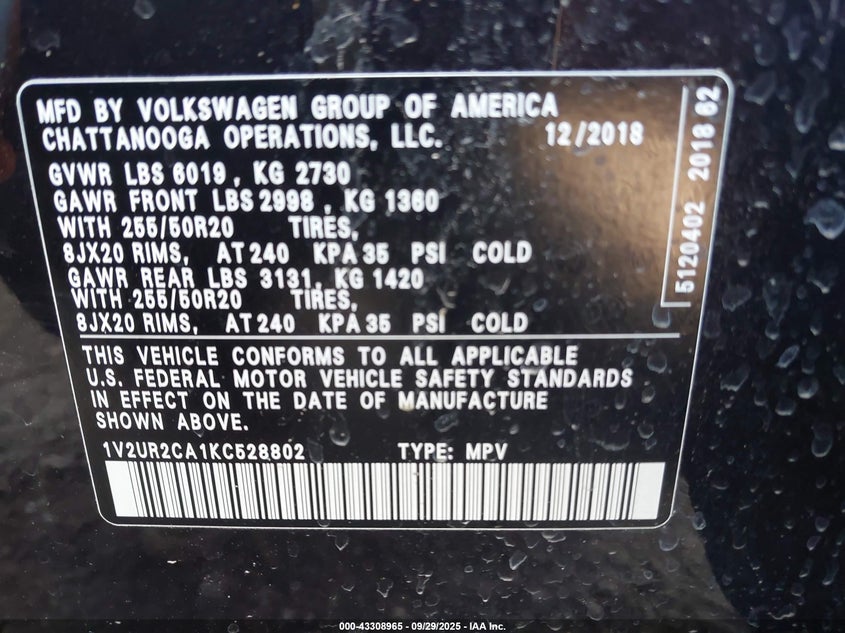 MFD BY VOLKSWAGEN GROUP OF AMERICA
CHATTANOOGA OPERATIONS, LLC. 12/2018
GVWR LBS 6019, KG 2730
GAWR FRONT LBS 2998, KG 1360
WITH 255/50R20 TIRES,
8JX20 RIMS, AT 240 KPA 35 PSI COLD
GAWR REAR LBS 3131, KG 1420
WITH 255/50R20 TIRES,
8JX20 RIMS, AT 240 KPA 35 PSI COLD
THIS VEHICLE CONFORMS TO ALL APPLICABLE
U.S. FEDERAL MOTOR VEHICLE SAFETY STANDARDS
IN EFFECT ON THE DATE OF MANUFACTURE
SHOWN ABOVE.
1V2UR2CA1KC528802 TYPE: MPV
5120402 2018 82
000-43308965 - 09/29/2025 - IAA Inc.